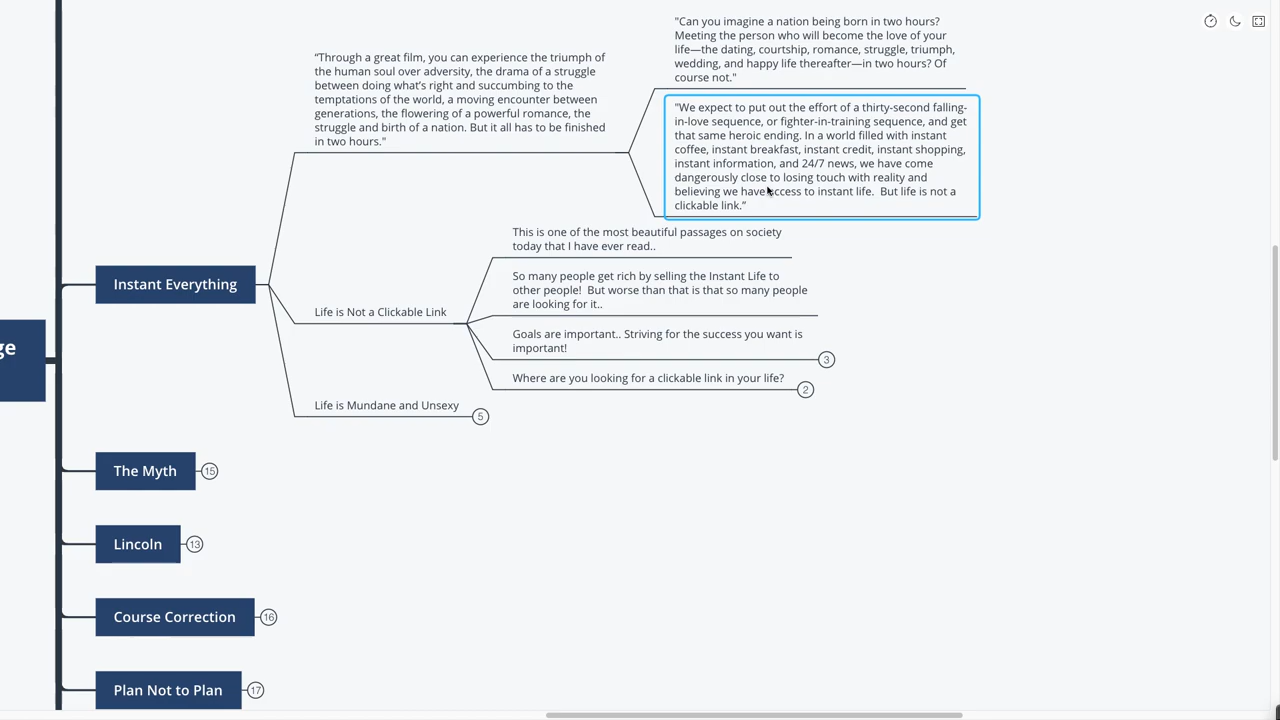 "Can you imagine a nation being born in two hours?
Meeting the person who will become the love of your
life—the dating, courtship, romance, struggle, triumph,
wedding, and happy life thereafter—in two hours? Of
course not."
“Through a great film, you can experience the triumph of
the human soul over adversity, the drama of a struggle
between doing what’s right and succumbing to the
temptations of the world, a moving encounter between
generations, the flowering of a powerful romance, the
struggle and birth of a nation. But it all has to be finished
in two hours."
"We expect to put out the effort of a thirty-second falling-
in-love sequence, or fighter-in-training sequence, and get
that same heroic ending. In a world filled with instant
coffee, instant breakfast, instant credit, instant shopping,
instant information, and 24/7 news, we have come
dangerously close to losing touch with reality and
believing we have access to instant life.  But life is not a
clickable link.”
This is one of the most beautiful passages on society
today that I have ever read..
Instant Everything
So many people get rich by selling the Instant Life to
other people!  But worse than that is that so many people
are looking for it..
Life is Not a Clickable Link
Goals are important.. Striving for the success you want is
important!
3
Where are you looking for a clickable link in your life?
2
Life is Mundane and Unsexy
5
ge
The Myth
15
Lincoln
13
Course Correction
16
Plan Not to Plan
17